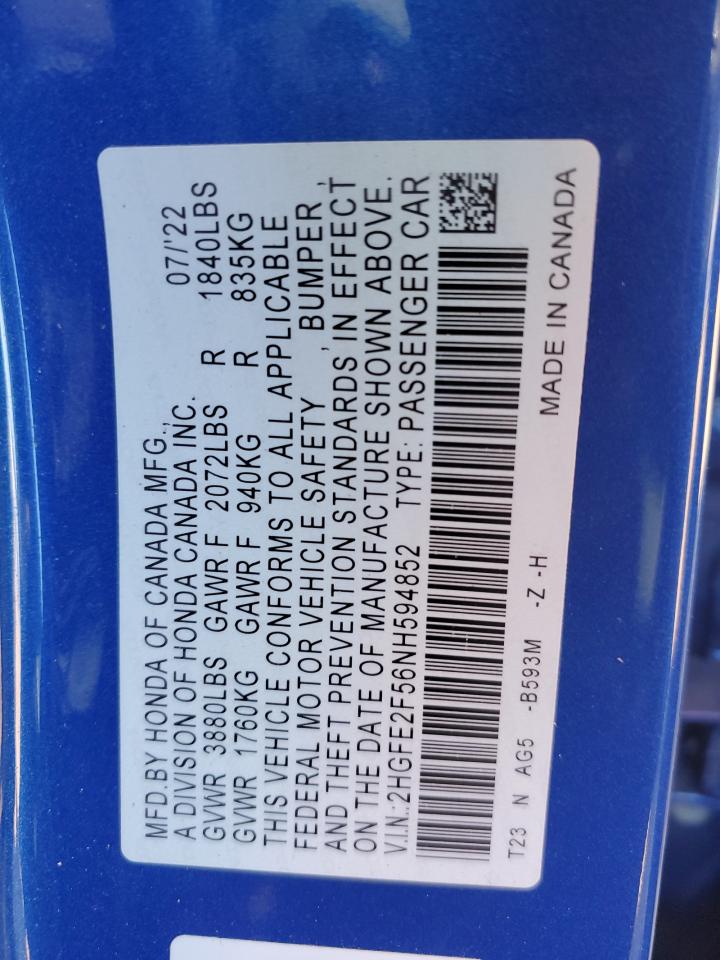 MFD.BY HONDA OF CANADA MFG.,
A DIVISION OF HONDA CANADA INC. 07/'22
GVWR 3880LBS GAWR F 2072LBS R 1840LBS
GVWR 1760KG GAWR F 940KG R 835KG
THIS VEHICLE CONFORMS TO ALL APPLICABLE
FEDERAL MOTOR VEHICLE SAFETY , BUMPER ,
AND THEFT PREVENTION STANDARDS IN EFFECT
ON THE DATE OF MANUFACTURE SHOWN ABOVE.
V.I.N.:2HGFE2F56NH594852 TYPE: PASSENGER CAR
T23 N AG5 -B593M -Z -H
MADE IN CANADA